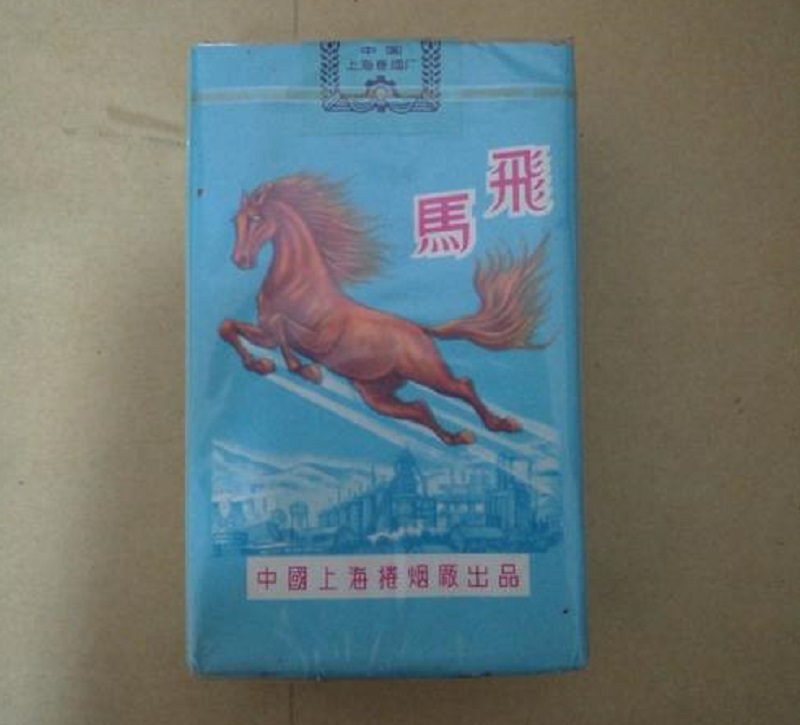 中国
上海卷烟厂
飛馬
中國上海捲烟廠出品